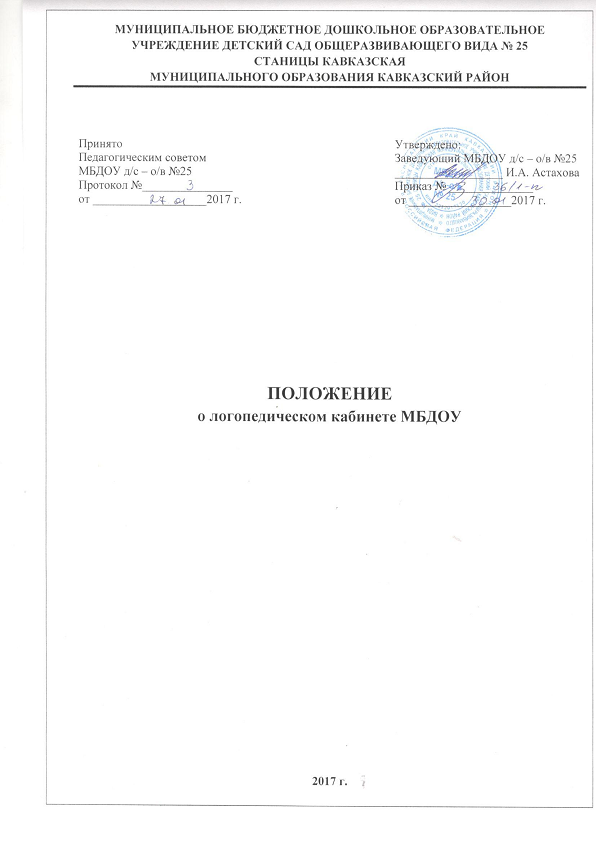 МУНИЦИПАЛЬНОЕ БЮДЖЕТНОЕ ДОШКОЛЬНОЕ ОБРАЗОВАТЕЛЬНОЕ
УЧРЕЖДЕНИЕ ДЕТСКИЙ САД ОБЩЕРАЗВИВАЮЩЕГО ВИДА № 25
СТАНИЦЫ КАВКАЗСКАЯ
МУНИЦИПАЛЬНОГО ОБРАЗОВАНИЯ КАВКАЗСКИЙ РАЙОН
Принято
Педагогическим советом
МБДОУ д/с – о/в №25
Протокол № 3
от 27 01 2017 г.
Утверждено:
Заведующий МБДОУ д/с – о/в №25
И.А. Астахова
Приказ № 36/1-п
от 30 01 2017 г.
ПОЛОЖЕНИЕ
о логопедическом кабинете МБДОУ
2017 г.